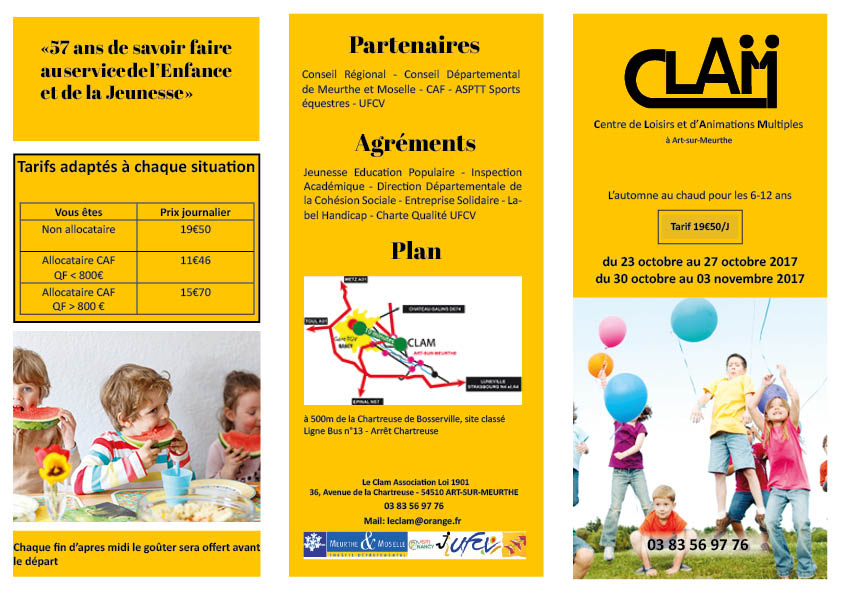 «57 ans de savoir faire
au service de l'Enfance
et de la Jeunesse»
Tarifs adaptés à chaque situation
Vous êtes Prix journalier
Non allocataire 19€50
Allocataire CAF 11€46
QF < 800€
Allocataire CAF 15€70
QF > 800 €
Chaque fin d'apres midi le goûter sera offert avant
le départ
Partenaires
Conseil Régional - Conseil Départemental
de Meurthe et Moselle - CAF - ASPTT Sports
équestres - UFCV
Agréments
Jeunesse Education Populaire - Inspection
Académique - Direction Départementale de
la Cohésion Sociale - Entreprise Solidaire - La-
bel Handicap - Charte Qualité UFCV
Plan
METZ A31
CHATEAU-SALINS D674
TOUL A31
NANCY
CLAM
ART-SUR-MEURTHE
LUNEVILLE
STRASBOURG N4 et A4
EPINAL N57
à 500m de la Chartreuse de Bosserville, site classé
Ligne Bus n°13 - Arrêt Chartreuse
Le Clam Association Loi 1901
36, Avenue de la Chartreuse - 54510 ART-SUR-MEURTHE
03 83 56 97 76
Mail: leclam@orange.fr
MEURTHE & MOSELLE
CONSEIL DÉPARTEMENTAL
NANCY
UFCV
CLAM
Centre de Loisirs et d'Animations Multiples
à Art-sur-Meurthe
L'automne au chaud pour les 6-12 ans
Tarif 19€50/J
du 23 octobre au 27 octobre 2017
du 30 octobre au 03 novembre 2017
03 83 56 97 76